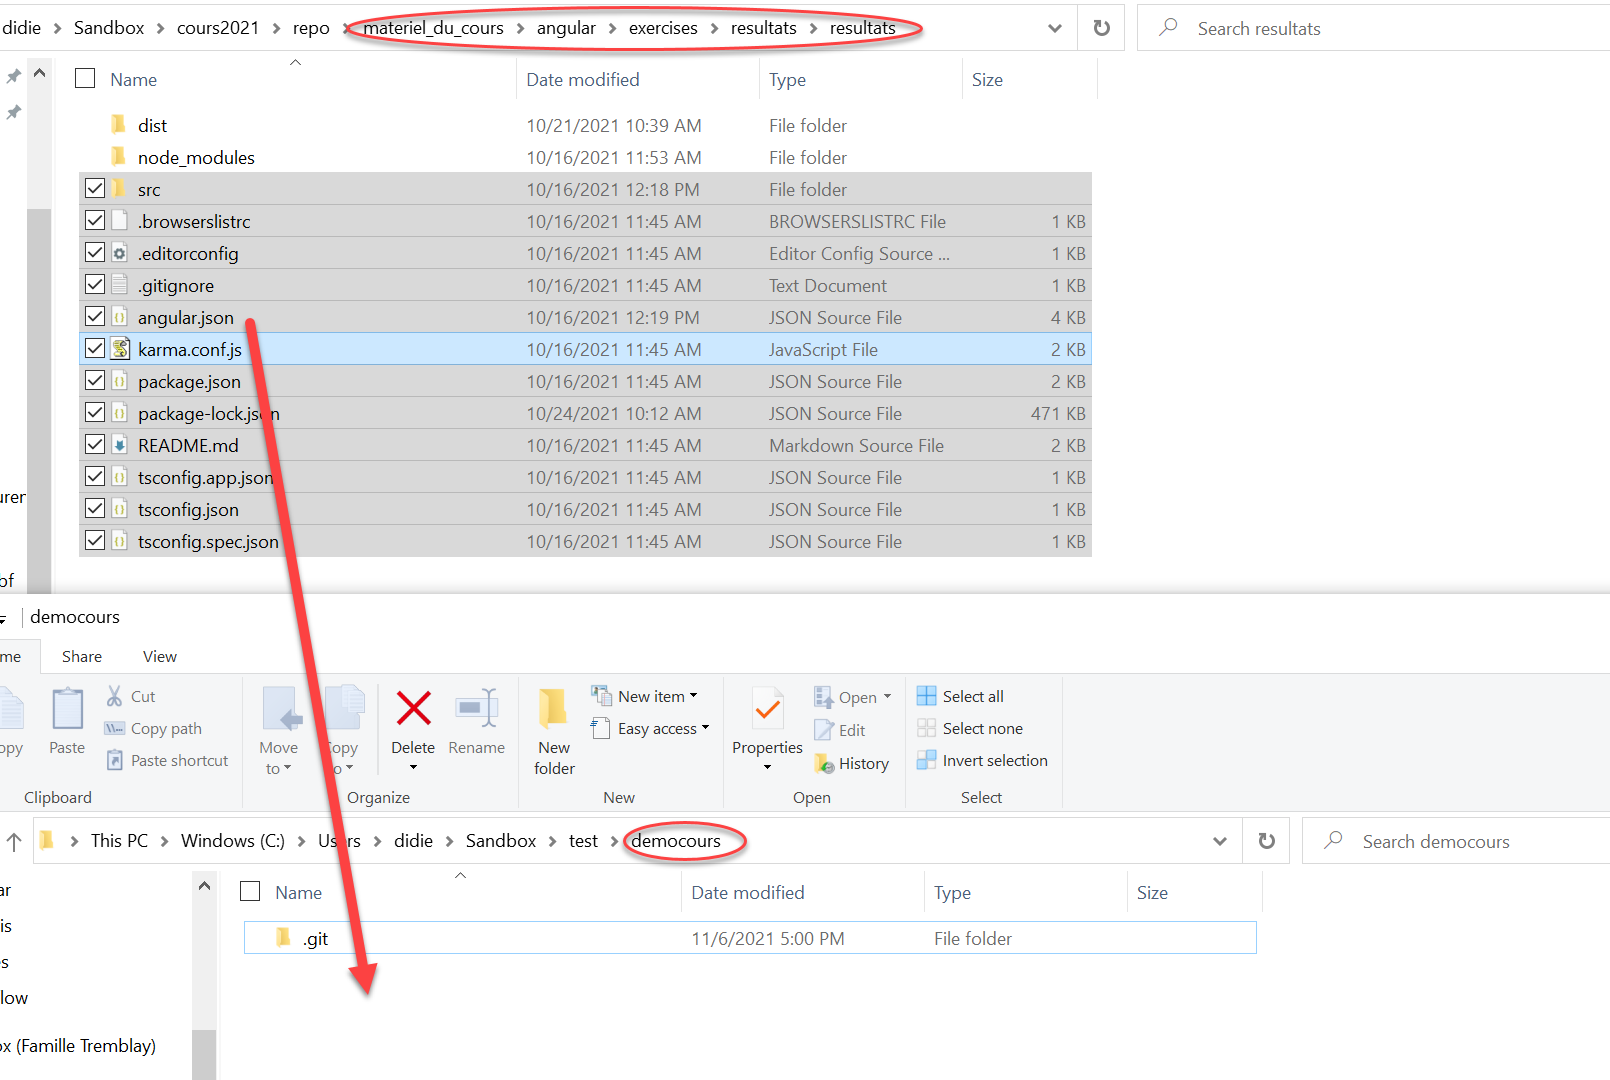 didie > Sandbox > cours2021 > repo > materiel_du_cours > angular > exercises > resultats > resultats
Search resultats
Name Date modified Type Size
dist 10/21/2021 10:39 AM File folder
node_modules 10/16/2021 11:53 AM File folder
src 10/16/2021 12:18 PM File folder
.browserslistrc 10/16/2021 11:45 AM BROWSERSLISTRC File 1 KB
.editorconfig 10/16/2021 11:45 AM Editor Config Source ... 1 KB
.gitignore 10/16/2021 11:45 AM Text Document 1 KB
angular.json 10/16/2021 12:19 PM JSON Source File 4 KB
karma.conf.js 10/16/2021 11:45 AM JavaScript File 2 KB
package.json 10/16/2021 11:45 AM JSON Source File 2 KB
package-lock.json 10/24/2021 10:12 AM JSON Source File 471 KB
README.md 10/16/2021 11:45 AM Markdown Source File 2 KB
tsconfig.app.json 10/16/2021 11:45 AM JSON Source File 1 KB
uren
tsconfig.json 10/16/2021 11:45 AM JSON Source File 1 KB
tsconfig.spec.json 10/16/2021 11:45 AM JSON Source File 1 KB
of
democours
me Share View
opy
Paste
Cut
Copy path
Paste shortcut
Clipboard
Move to
opy to
Delete
Rename
Organize
New folder
New item
Easy access
New
Properties
Open
Edit
History
Open
Select all
Select none
Invert selection
Select
> This PC > Windows (C:) > Users > didie > Sandbox > test > democours
Search democours
ar
Name Date modified Type Size
is
.git 11/6/2021 5:00 PM File folder
s
low
ox (Famille Tremblay)